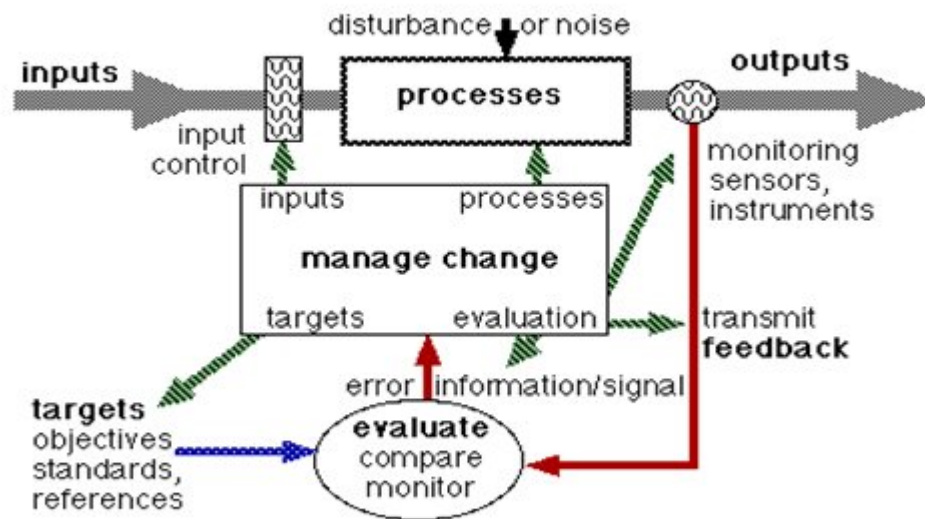 disturbance or noise
inputs
processes
outputs
input
control
monitoring
sensors,
instruments
inputs processes
manage change
targets evaluation
transmit
feedback
error information/signal
targets
objectives
standards,
references
evaluate
compare
monitor